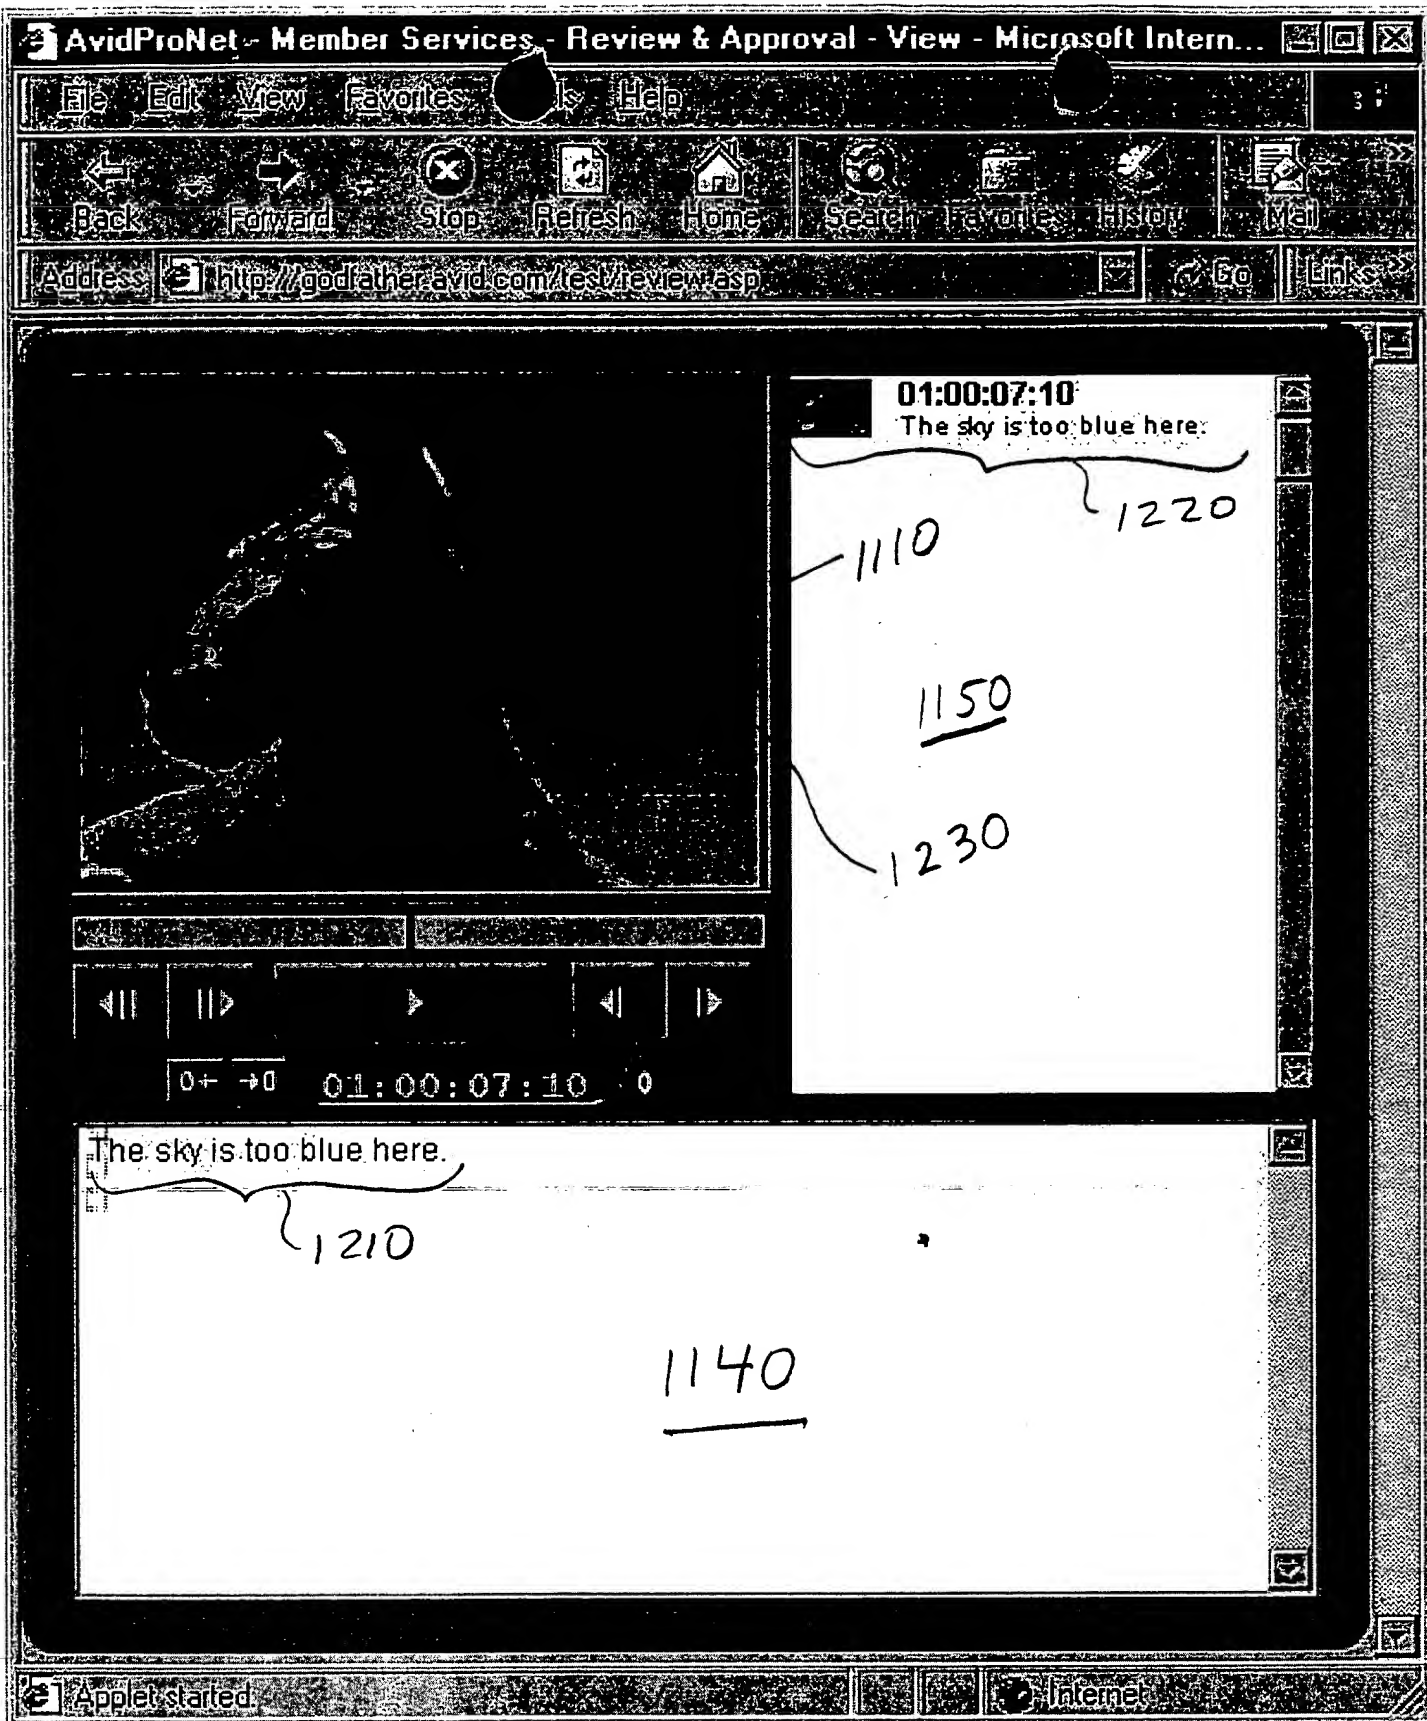 AvidProNet - Member Services - Review & Approval - View - Microsoft Intern...
File Edit View Favorites ls Help
Back Forward Stop Refresh Home Search Favorites History Mail
Address http://godfather.avid.com/test/review.asp Go Links
01:00:07:10
The sky is too blue here.
1220
1110
1150
1230
01:00:07:10 0
The sky is too blue here.
1210
1140
Applet started. Internet